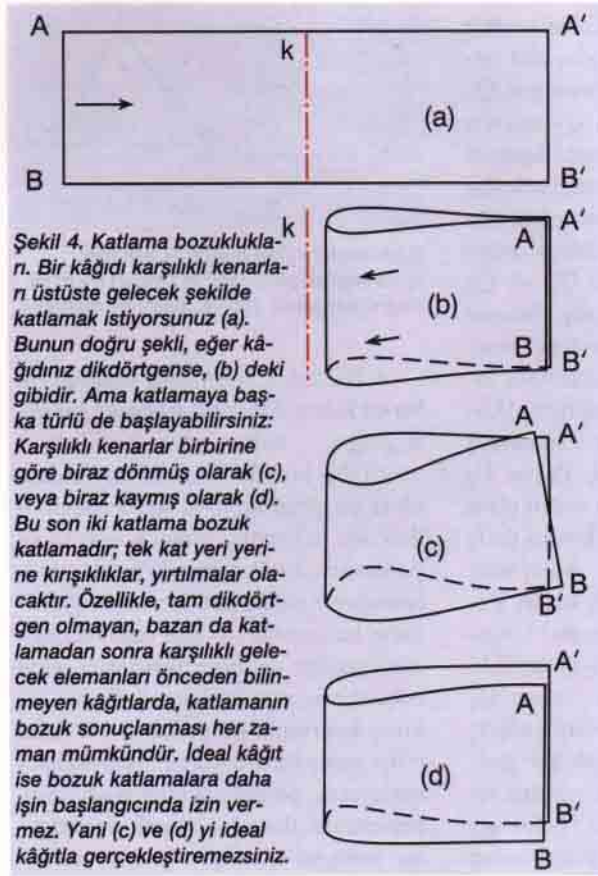 A A′
k
(a)
B B′
k
A′
A
(b)
B
B′
Şekil 4. Katlama bozuklukla-
rı. Bir kâğıdı karşılıklı kenarla-
rı üstüste gelecek şekilde
katlamak istiyorsunuz (a).
Bunun doğru şekli, eğer kâ-
ğıdınız dikdörtgense, (b) deki
gibidir. Ama katlamaya baş-
ka türlü de başlayabilirsiniz:
Karşılıklı kenarlar birbirine
göre biraz dönmüş olarak (c),
veya biraz kaymış olarak (d).
Bu son iki katlama bozuk
katlamadır; tek kat yeri yeri-
ne kırışıklıklar, yırtılmalar ola-
caktır. Özellikle, tam dikdört-
gen olmayan, bazan da kat-
lamadan sonra karşılıklı gele-
cek elemanları önceden bilin-
meyen kâğıtlarda, katlamanın
bozuk sonuçlanması her za-
man mümkündür. İdeal kâğıt
ise bozuk katlamalara daha
işin başlangıcında izin ver-
mez. Yani (c) ve (d) yi ideal
kâğıtla gerçekleştiremezsiniz.
A A′
(c)
B
B′
A′
A
(d)
B′
B